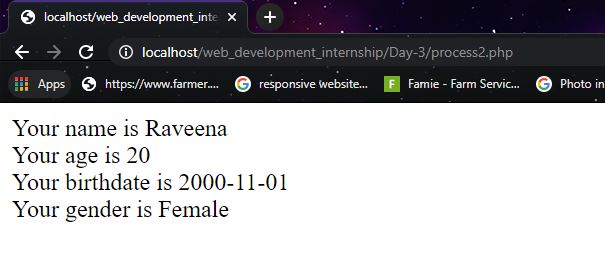 localhost/web_development_inte
localhost/web_development_internship/Day-3/process2.php
Apps https://www.farmer.... responsive website... Famie - Farm Servic... Photo in
Your name is Raveena
Your age is 20
Your birthdate is 2000-11-01
Your gender is Female